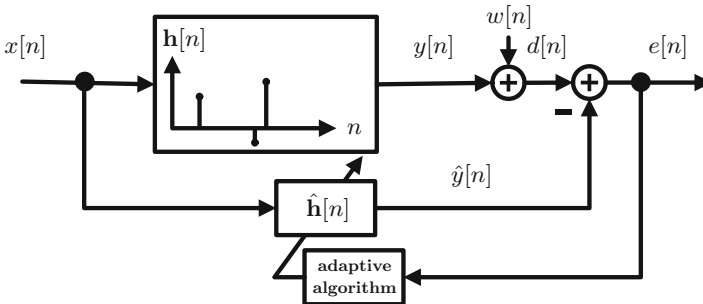 w[n]
x[n]
h[n]
y[n]
d[n]
e[n]
n
ŷ[n]
ĥ[n]
adaptive
algorithm